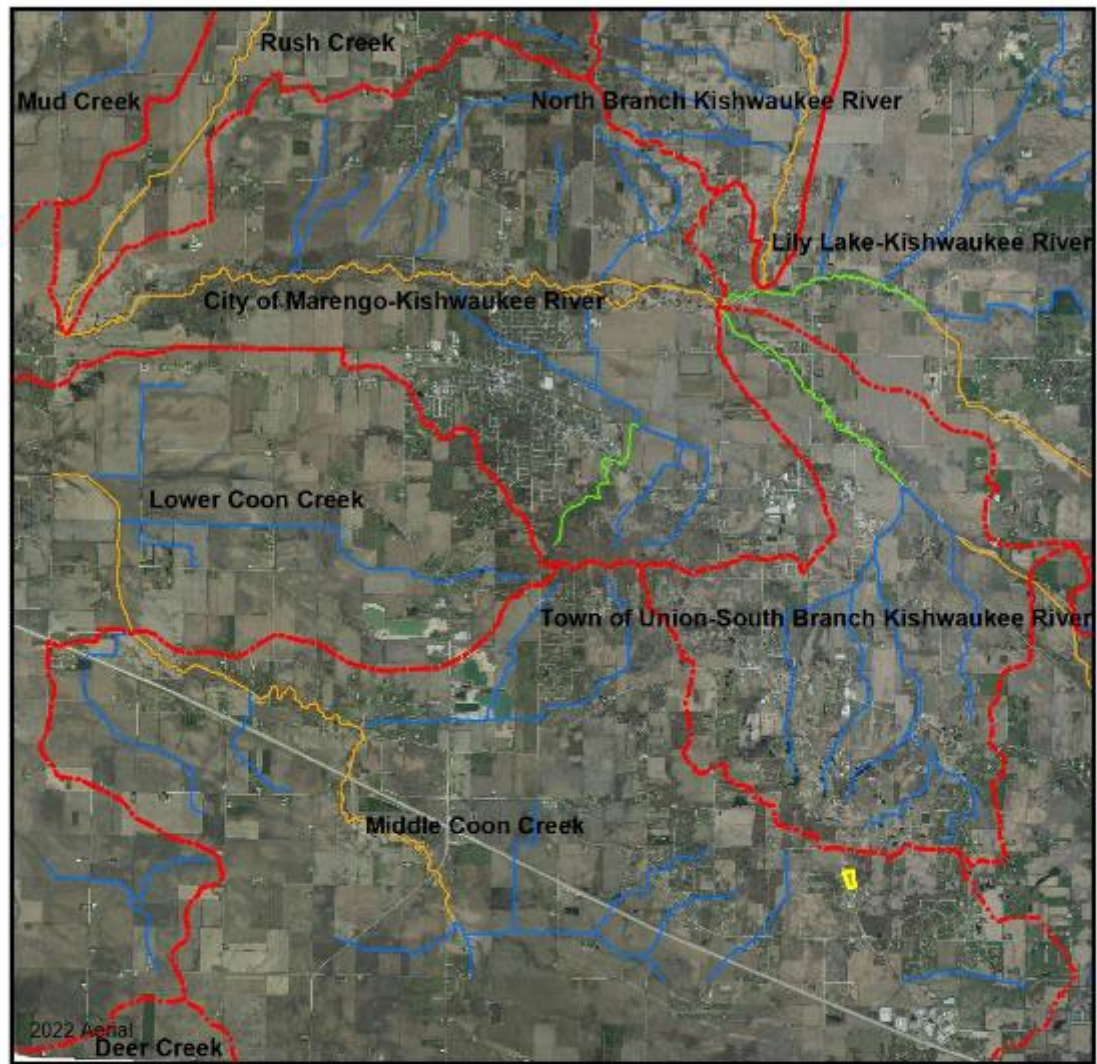 Rush Creek
Mud Creek
North Branch Kishwaukee River
Lily Lake-Kishwaukee River
City of Marengo-Kishwaukee River
Lower Coon Creek
Town of Union-South Branch Kishwaukee River
Middle Coon Creek
2022 Aerial
Deer Creek